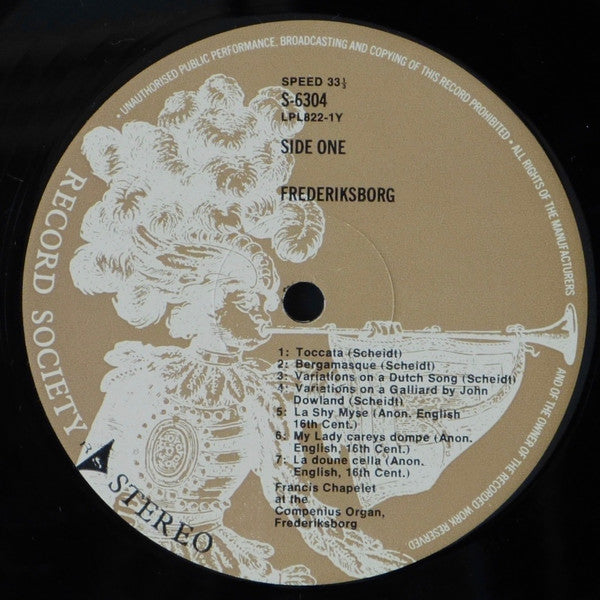 • UNAUTHORISED PUBLIC PERFORMANCE, BROADCASTING AND COPYING OF THIS RECORD PROHIBITED • ALL RIGHTS OF THE MANUFACTURERS AND OF THE OWNER OF THE RECORDED WORK RESERVED
SPEED 33⅓
S-6304
LPL822-1Y
SIDE ONE
FREDERIKSBORG
RECORD SOCIETY
STEREO
1: Toccata (Scheidt)
2: Bergamasque (Scheidt)
3: Variations on a Dutch Song (Scheidt)
4: Variations on a Galliard by John
Dowland (Scheidt)
5: La Shy Myse (Anon. English
16th Cent.)
6: My Lady careys dompe (Anon.
English, 16th Cent.)
7: La doune cella (Anon.
English, 16th Cent.)
Francis Chapelet
at the
Compenius Organ,
Frederiksborg